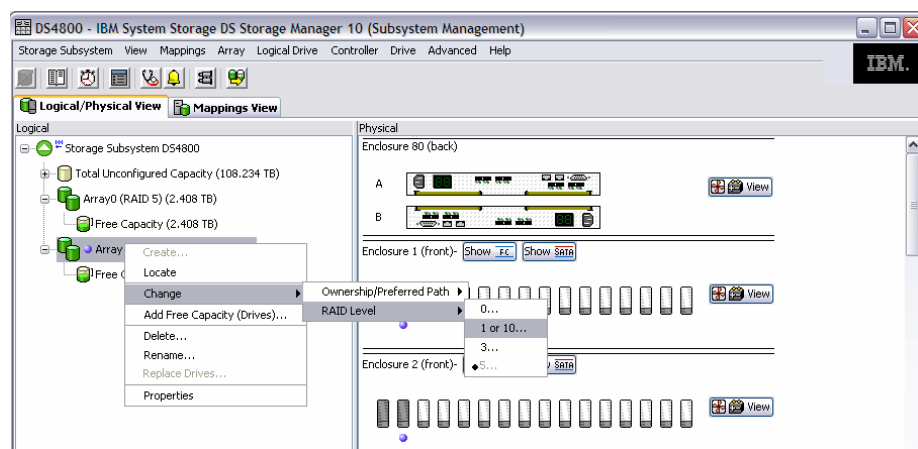 DS4800 - IBM System Storage DS Storage Manager 10 (Subsystem Management)
Storage Subsystem View Mappings Array Logical Drive Controller Drive Advanced Help
IBM.
Logical/Physical View Mappings View
Logical
Storage Subsystem DS4800
Total Unconfigured Capacity (108.234 TB)
Array0 (RAID 5) (2.408 TB)
Free Capacity (2.408 TB)
Array
Free C
Create...
Locate
Change
Add Free Capacity (Drives)...
Delete...
Rename...
Replace Drives...
Properties
Ownership/Preferred Path
RAID Level
0...
1 or 10...
3...
5...
Physical
Enclosure 80 (back)
A
View
B
Enclosure 1 (front)- Show FC Show SATA
View
Enclosure 2 (front)- SATA
View